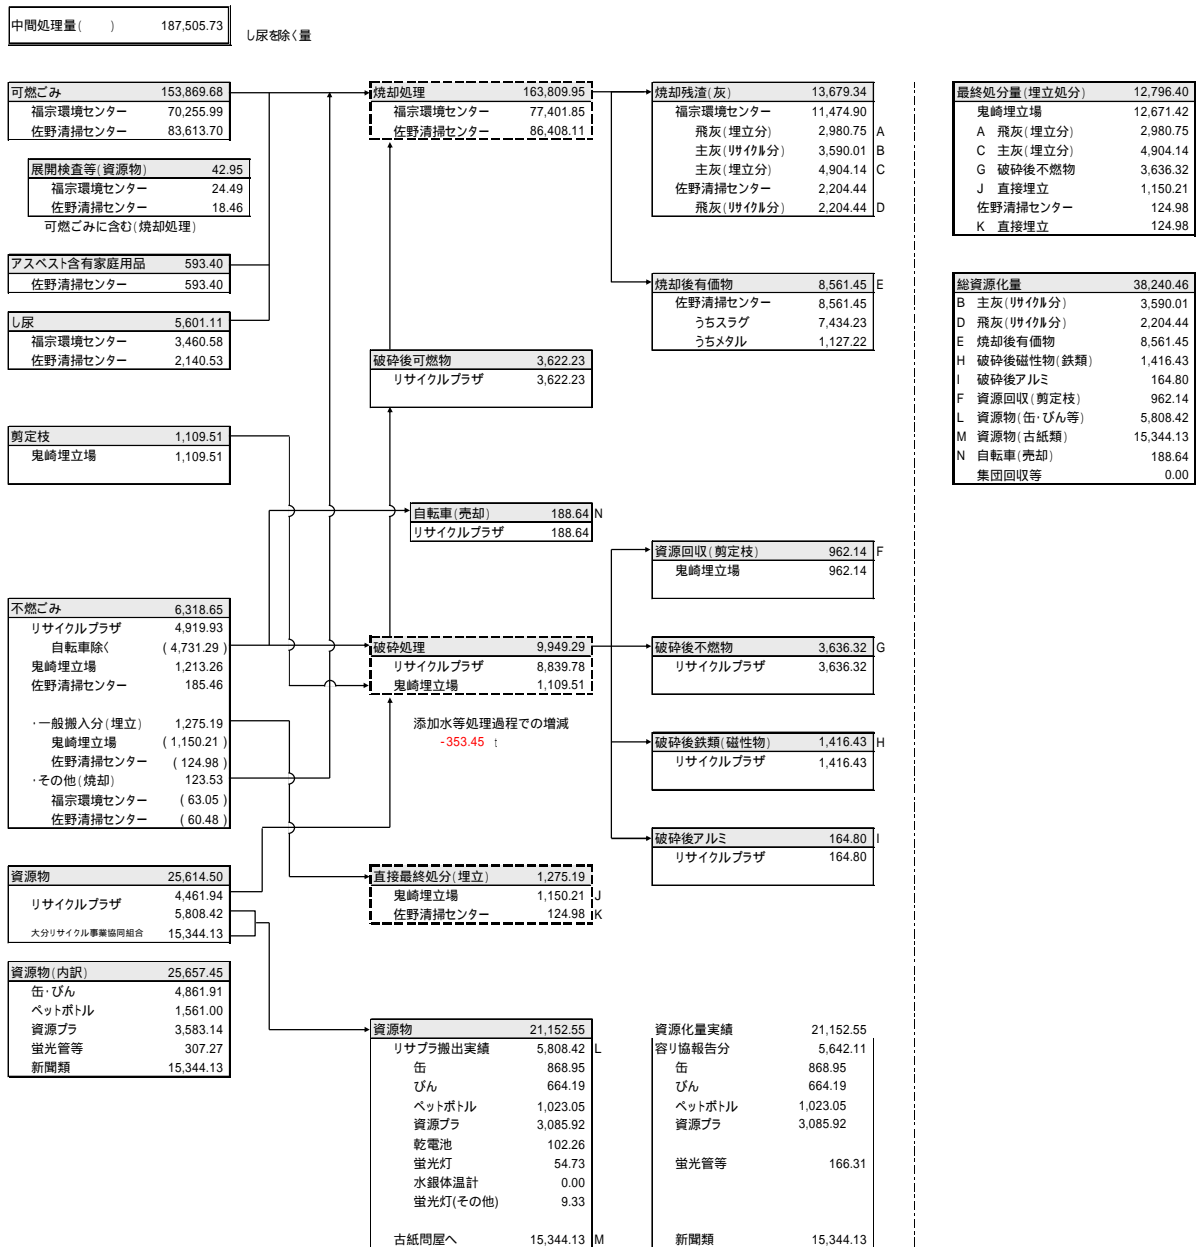 中間処理量(　　) 187,505.73
し尿を除く量
可燃ごみ 153,869.68
福宗環境センター 70,255.99
佐野清掃センター 83,613.70
展開検査等(資源物) 42.95
福宗環境センター 24.49
佐野清掃センター 18.46
可燃ごみに含む(焼却処理)
アスベスト含有家庭用品 593.40
佐野清掃センター 593.40
し尿 5,601.11
福宗環境センター 3,460.58
佐野清掃センター 2,140.53
剪定枝 1,109.51
鬼崎埋立場 1,109.51
不燃ごみ 6,318.65
リサイクルプラザ 4,919.93
自転車除く (4,731.29)
鬼崎埋立場 1,213.26
佐野清掃センター 185.46
・一般搬入分(埋立) 1,275.19
鬼崎埋立場 (1,150.21)
佐野清掃センター (124.98)
・その他(焼却) 123.53
福宗環境センター (63.05)
佐野清掃センター (60.48)
資源物 25,614.50
リサイクルプラザ 4,461.94
5,808.42
大分リサイクル事業協同組合 15,344.13
資源物(内訳) 25,657.45
缶・びん 4,861.91
ペットボトル 1,561.00
資源プラ 3,583.14
蛍光管等 307.27
新聞類 15,344.13
焼却処理 163,809.95
福宗環境センター 77,401.85
佐野清掃センター 86,408.11
破砕後可燃物 3,622.23
リサイクルプラザ 3,622.23
自転車(売却) 188.64 N
リサイクルプラザ 188.64
破砕処理 9,949.29
リサイクルプラザ 8,839.78
鬼崎埋立場 1,109.51
添加水等処理過程での増減
-353.45 t
直接最終処分(埋立) 1,275.19
鬼崎埋立場 1,150.21 J
佐野清掃センター 124.98 K
資源物 21,152.55
リサプラ搬出実績 5,808.42 L
缶 868.95
びん 664.19
ペットボトル 1,023.05
資源プラ 3,085.92
乾電池 102.26
蛍光灯 54.73
水銀体温計 0.00
蛍光灯(その他) 9.33
古紙問屋へ 15,344.13 M
焼却残渣(灰) 13,679.34
福宗環境センター 11,474.90
飛灰(埋立分) 2,980.75 A
主灰(リサイクル分) 3,590.01 B
主灰(埋立分) 4,904.14 C
佐野清掃センター 2,204.44
飛灰(リサイクル分) 2,204.44 D
焼却後有価物 8,561.45 E
佐野清掃センター 8,561.45
うちスラグ 7,434.23
うちメタル 1,127.22
資源回収(剪定枝) 962.14 F
鬼崎埋立場 962.14
破砕後不燃物 3,636.32 G
リサイクルプラザ 3,636.32
破砕後鉄類(磁性物) 1,416.43 H
リサイクルプラザ 1,416.43
破砕後アルミ 164.80 I
リサイクルプラザ 164.80
資源化量実績 21,152.55
容リ協報告分 5,642.11
缶 868.95
びん 664.19
ペットボトル 1,023.05
資源プラ 3,085.92
蛍光管等 166.31
新聞類 15,344.13
最終処分量(埋立処分) 12,796.40
鬼崎埋立場 12,671.42
A 飛灰(埋立分) 2,980.75
C 主灰(埋立分) 4,904.14
G 破砕後不燃物 3,636.32
J 直接埋立 1,150.21
佐野清掃センター 124.98
K 直接埋立 124.98
総資源化量 38,240.46
B 主灰(リサイクル分) 3,590.01
D 飛灰(リサイクル分) 2,204.44
E 焼却後有価物 8,561.45
H 破砕後磁性物(鉄類) 1,416.43
I 破砕後アルミ 164.80
F 資源回収(剪定枝) 962.14
L 資源物(缶・びん等) 5,808.42
M 資源物(古紙類) 15,344.13
N 自転車(売却) 188.64
集団回収等 0.00